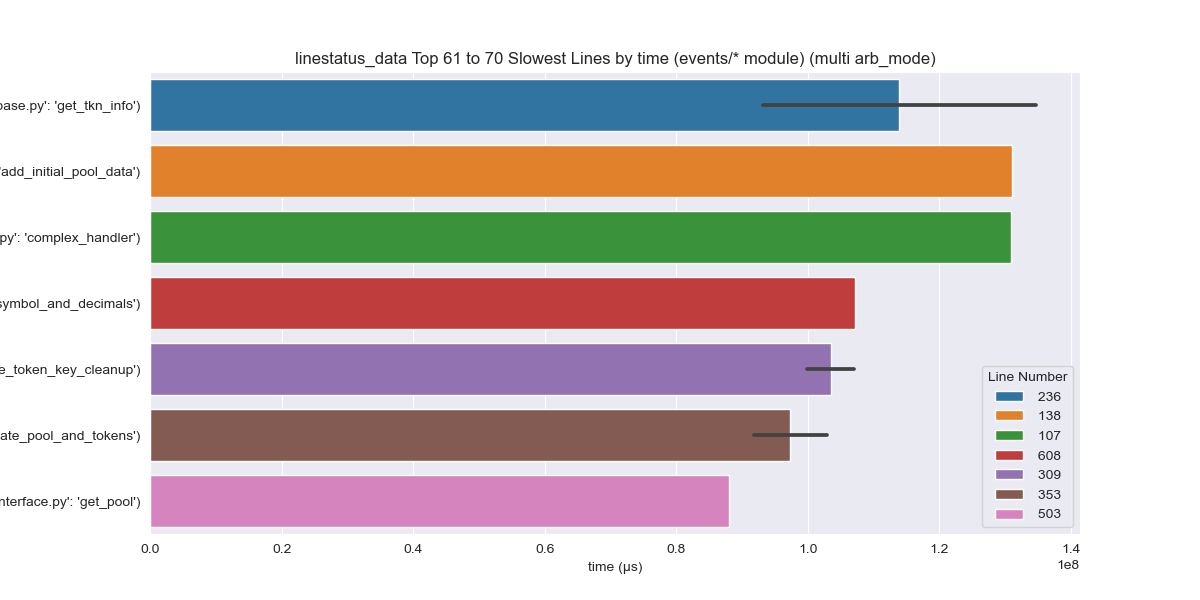 linestatus_data Top 61 to 70 Slowest Lines by time (events/* module) (multi arb_mode)
base.py': 'get_tkn_info')
'add_initial_pool_data')
py': 'complex_handler')
symbol_and_decimals')
e_token_key_cleanup')
ate_pool_and_tokens')
nterface.py': 'get_pool')
Line Number
236
138
107
608
309
353
503
0.0 0.2 0.4 0.6 0.8 1.0 1.2 1.4
1e8
time (μs)